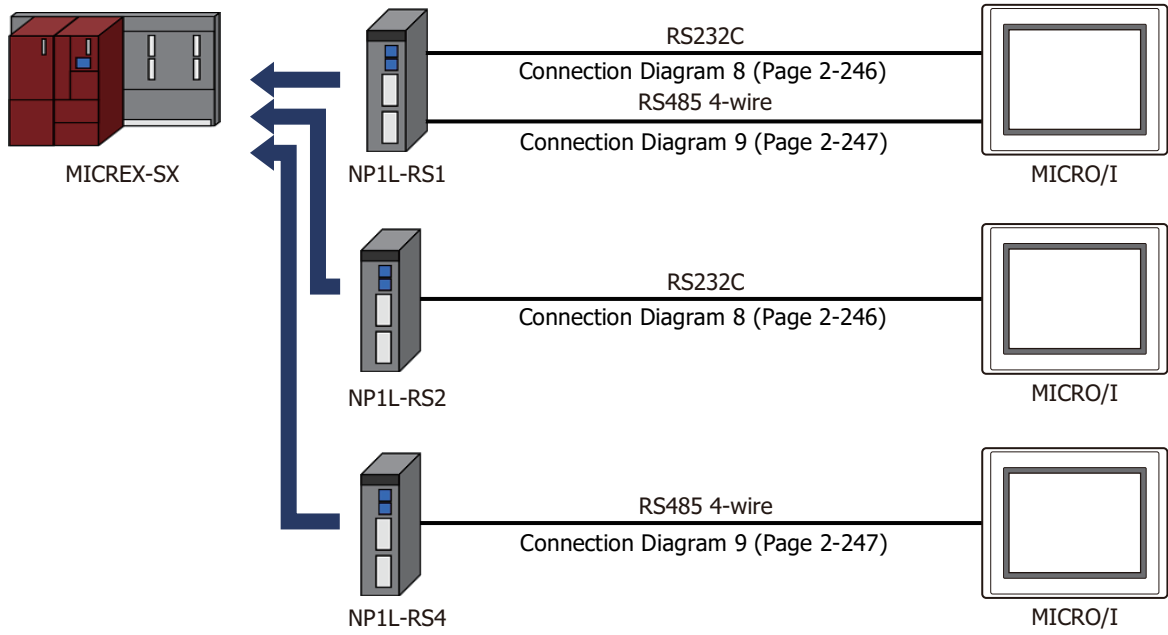 RS232C
Connection Diagram 8 (Page 2-246)
RS485 4-wire
Connection Diagram 9 (Page 2-247)
MICREX-SX
NP1L-RS1
MICRO/I
RS232C
Connection Diagram 8 (Page 2-246)
NP1L-RS2
MICRO/I
RS485 4-wire
Connection Diagram 9 (Page 2-247)
NP1L-RS4
MICRO/I